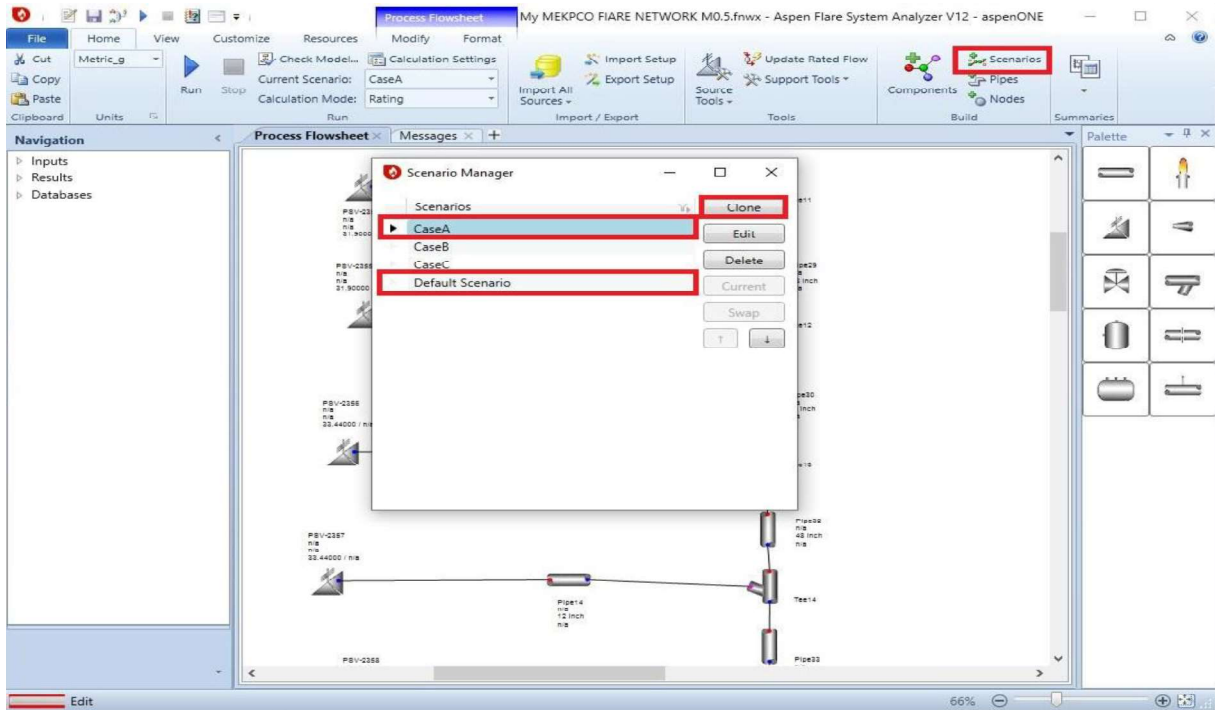 Process Flowsheet
My MEKPCO FlARE NETWORK M0.5.fnwx - Aspen Flare System Analyzer V12 - aspenONE
File Home View Customize Resources Modify Format
Cut
Copy
Paste
Clipboard
Metric_g
Units
Run Stop
Check Model... Calculation Settings
Current Scenario: CaseA
Calculation Mode: Rating
Run
Import All Sources
Import Setup
Export Setup
Import / Export
Source Tools
Update Rated Flow
Support Tools
Tools
Components
Scenarios
Pipes
Nodes
Build
Summaries
Navigation
Inputs
Results
Databases
Process Flowsheet Messages
Palette
Scenario Manager
Scenarios
CaseA
CaseB
CaseC
Default Scenario
Clone
Edit
Delete
Current
Swap
PSV-2356
n/a
n/a
33.44000 / n/a
PSV-2357
n/a
n/a
33.44000 / n/a
Pipe14
n/a
12 inch
n/a
n/a
48 inch
n/a
Tee14
Pipe33
PSV-2358
Edit
66%